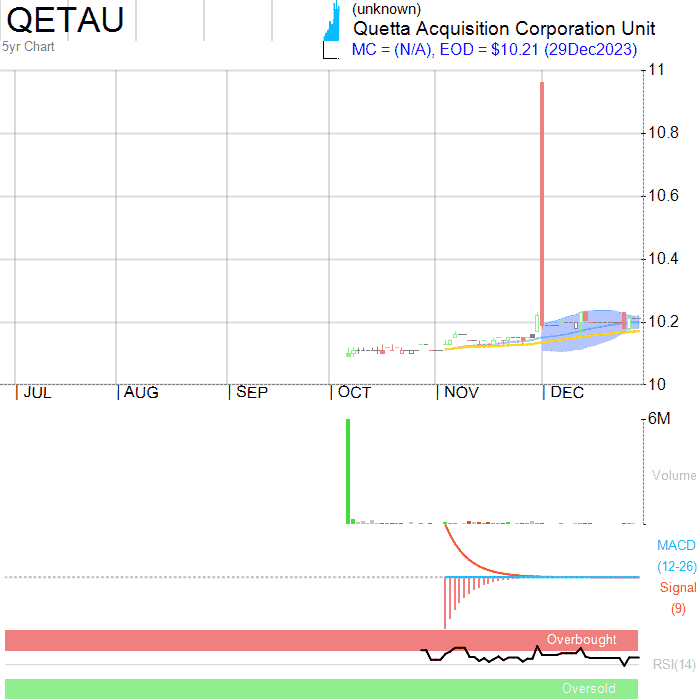 QETAU
(unknown)
Quetta Acquisition Corporation Unit
5yr Chart
MC = (N/A), EOD = $10.21 (29Dec2023)
11
10.8
10.6
10.4
10.2
10
JUL AUG SEP OCT NOV DEC
6M
Volume
MACD
(12-26)
Signal
(9)
Overbought
RSI(14)
Oversold